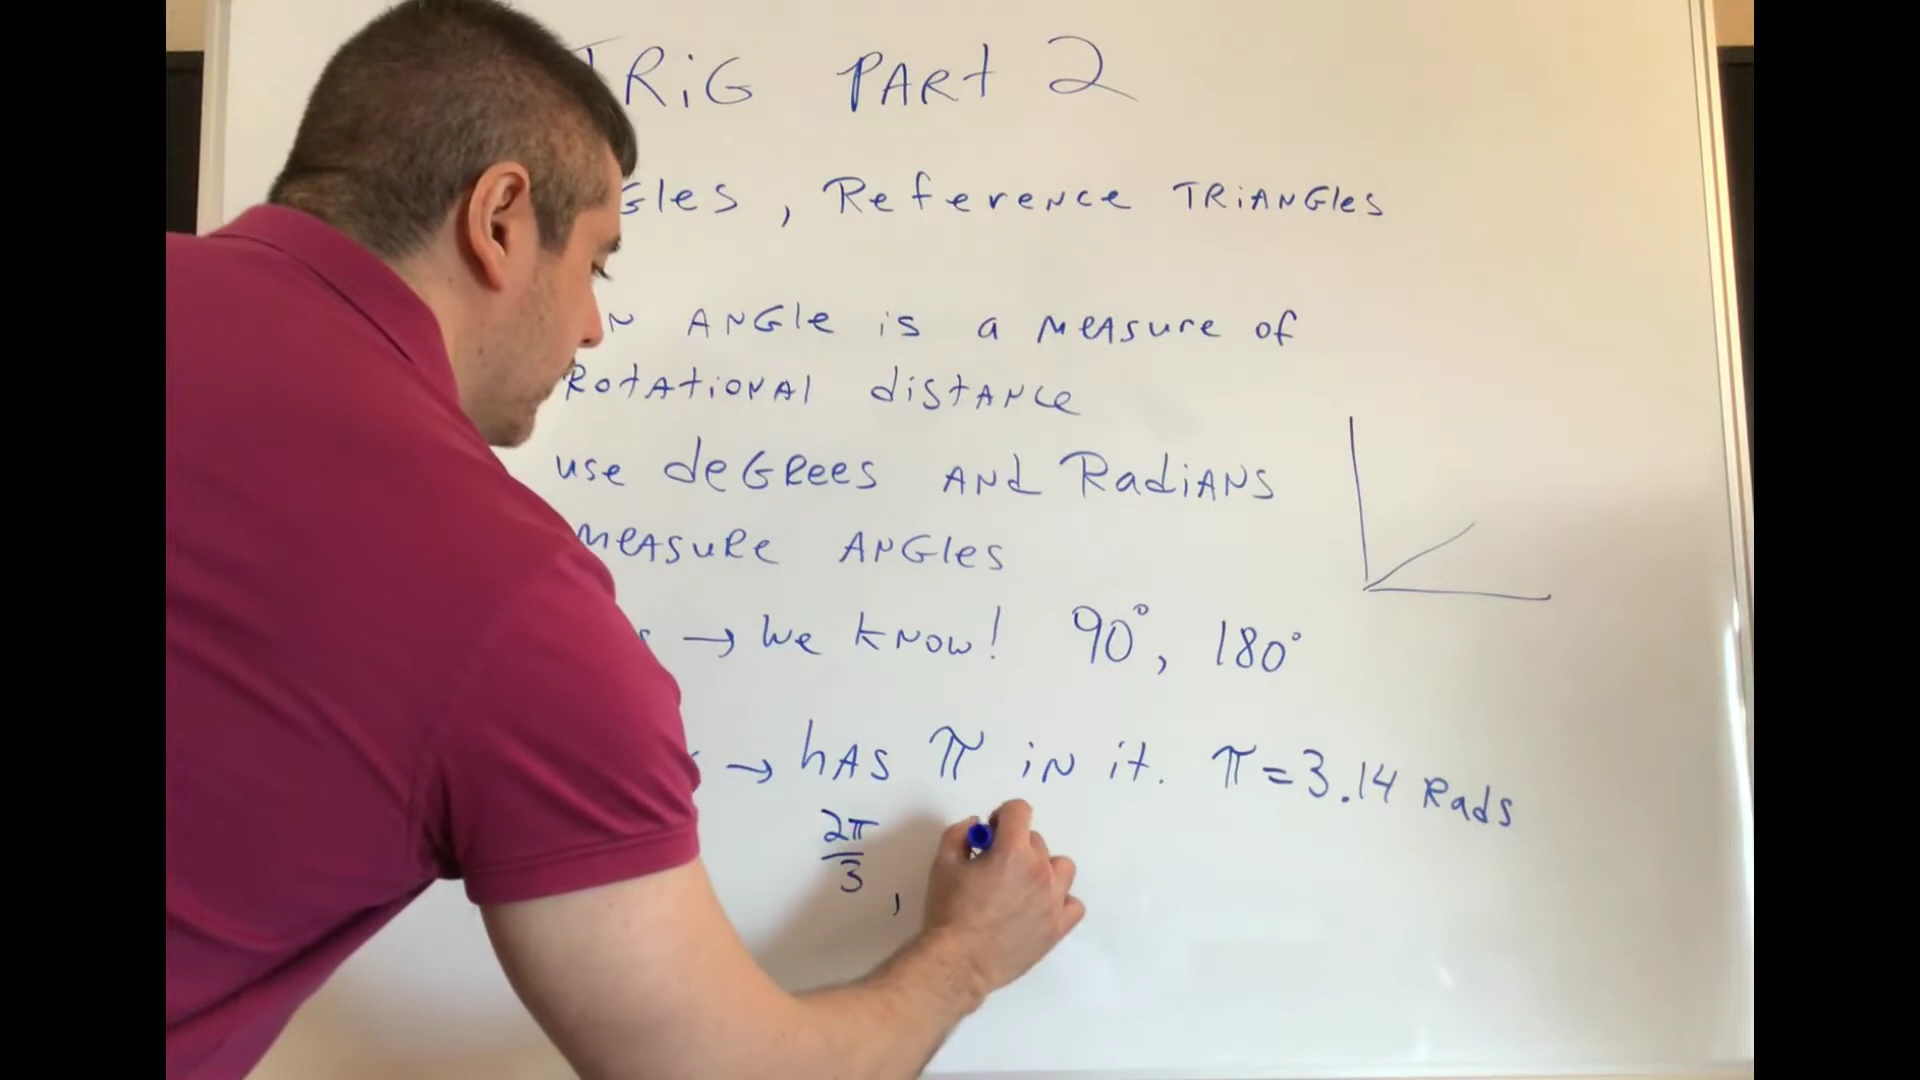 TRiG PARt 2
, Reference TRiANGles
ANGle is a MeASure of
RotAtioNAl distANce
use deGRees ANd RadiANS
MeASuRe ANGles
→ We kNow! 90°, 180°
→ hAS π iN it. π = 3.14 Rads
2π/3 ,